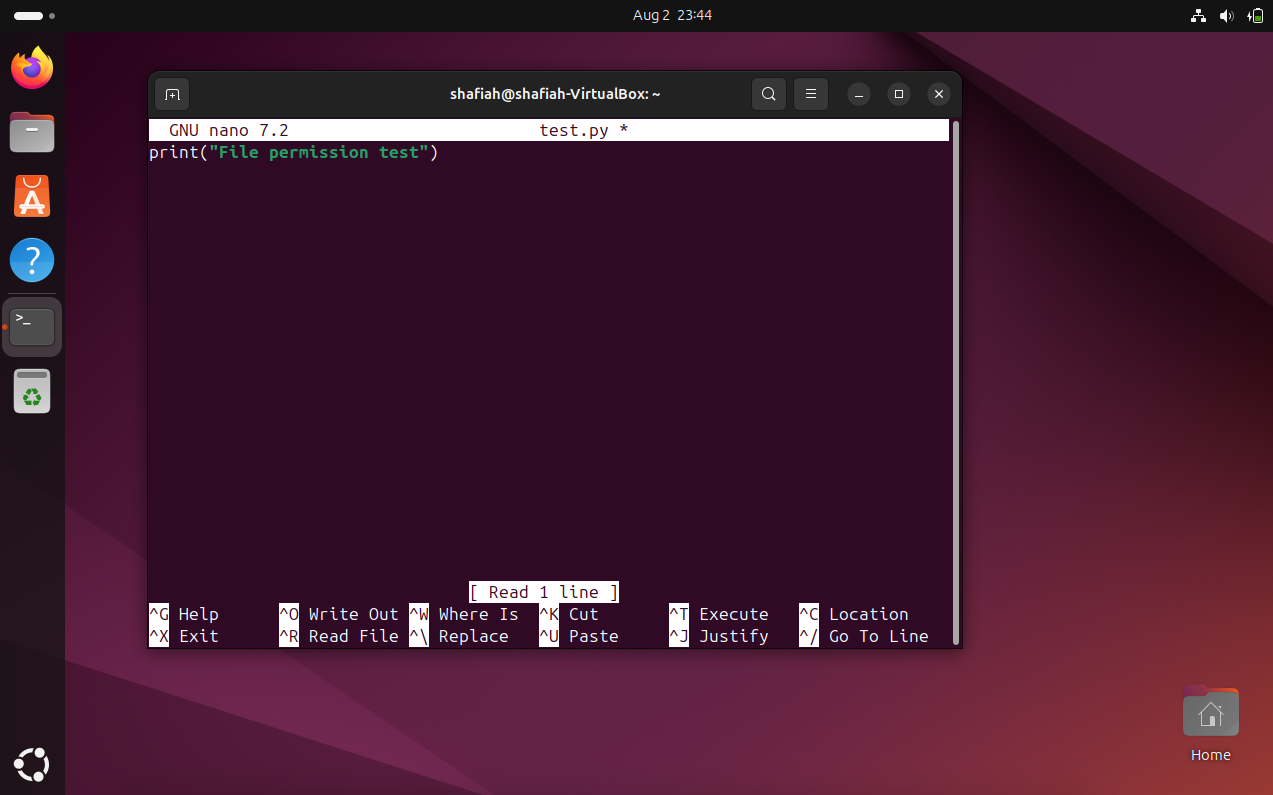 Aug 2 23:44
shafiah@shafiah-VirtualBox: ~
GNU nano 7.2 test.py *
print("File permission test")
[ Read 1 line ]
^G Help ^O Write Out ^W Where Is ^K Cut ^T Execute ^C Location
^X Exit ^R Read File ^\ Replace ^U Paste ^J Justify ^/ Go To Line
Home